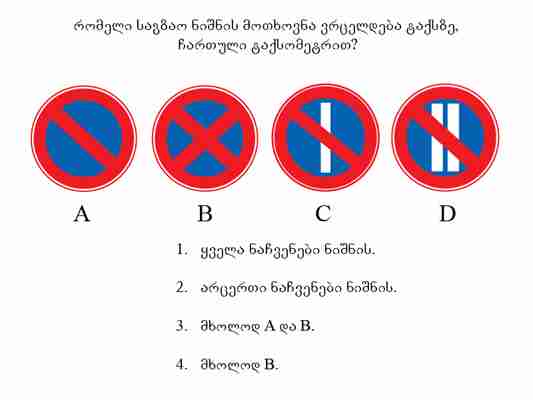 რომელი საგზაო ნიშნის მოთხოვნა ვრცელდება ტაქსზე,
ჩართული ტაქსომეტრით?
A B C D
1. ყველა ნაჩვენები ნიშნის.
2. არცერთი ნაჩვენები ნიშნის.
3. მხოლოდ A და B.
4. მხოლოდ B.